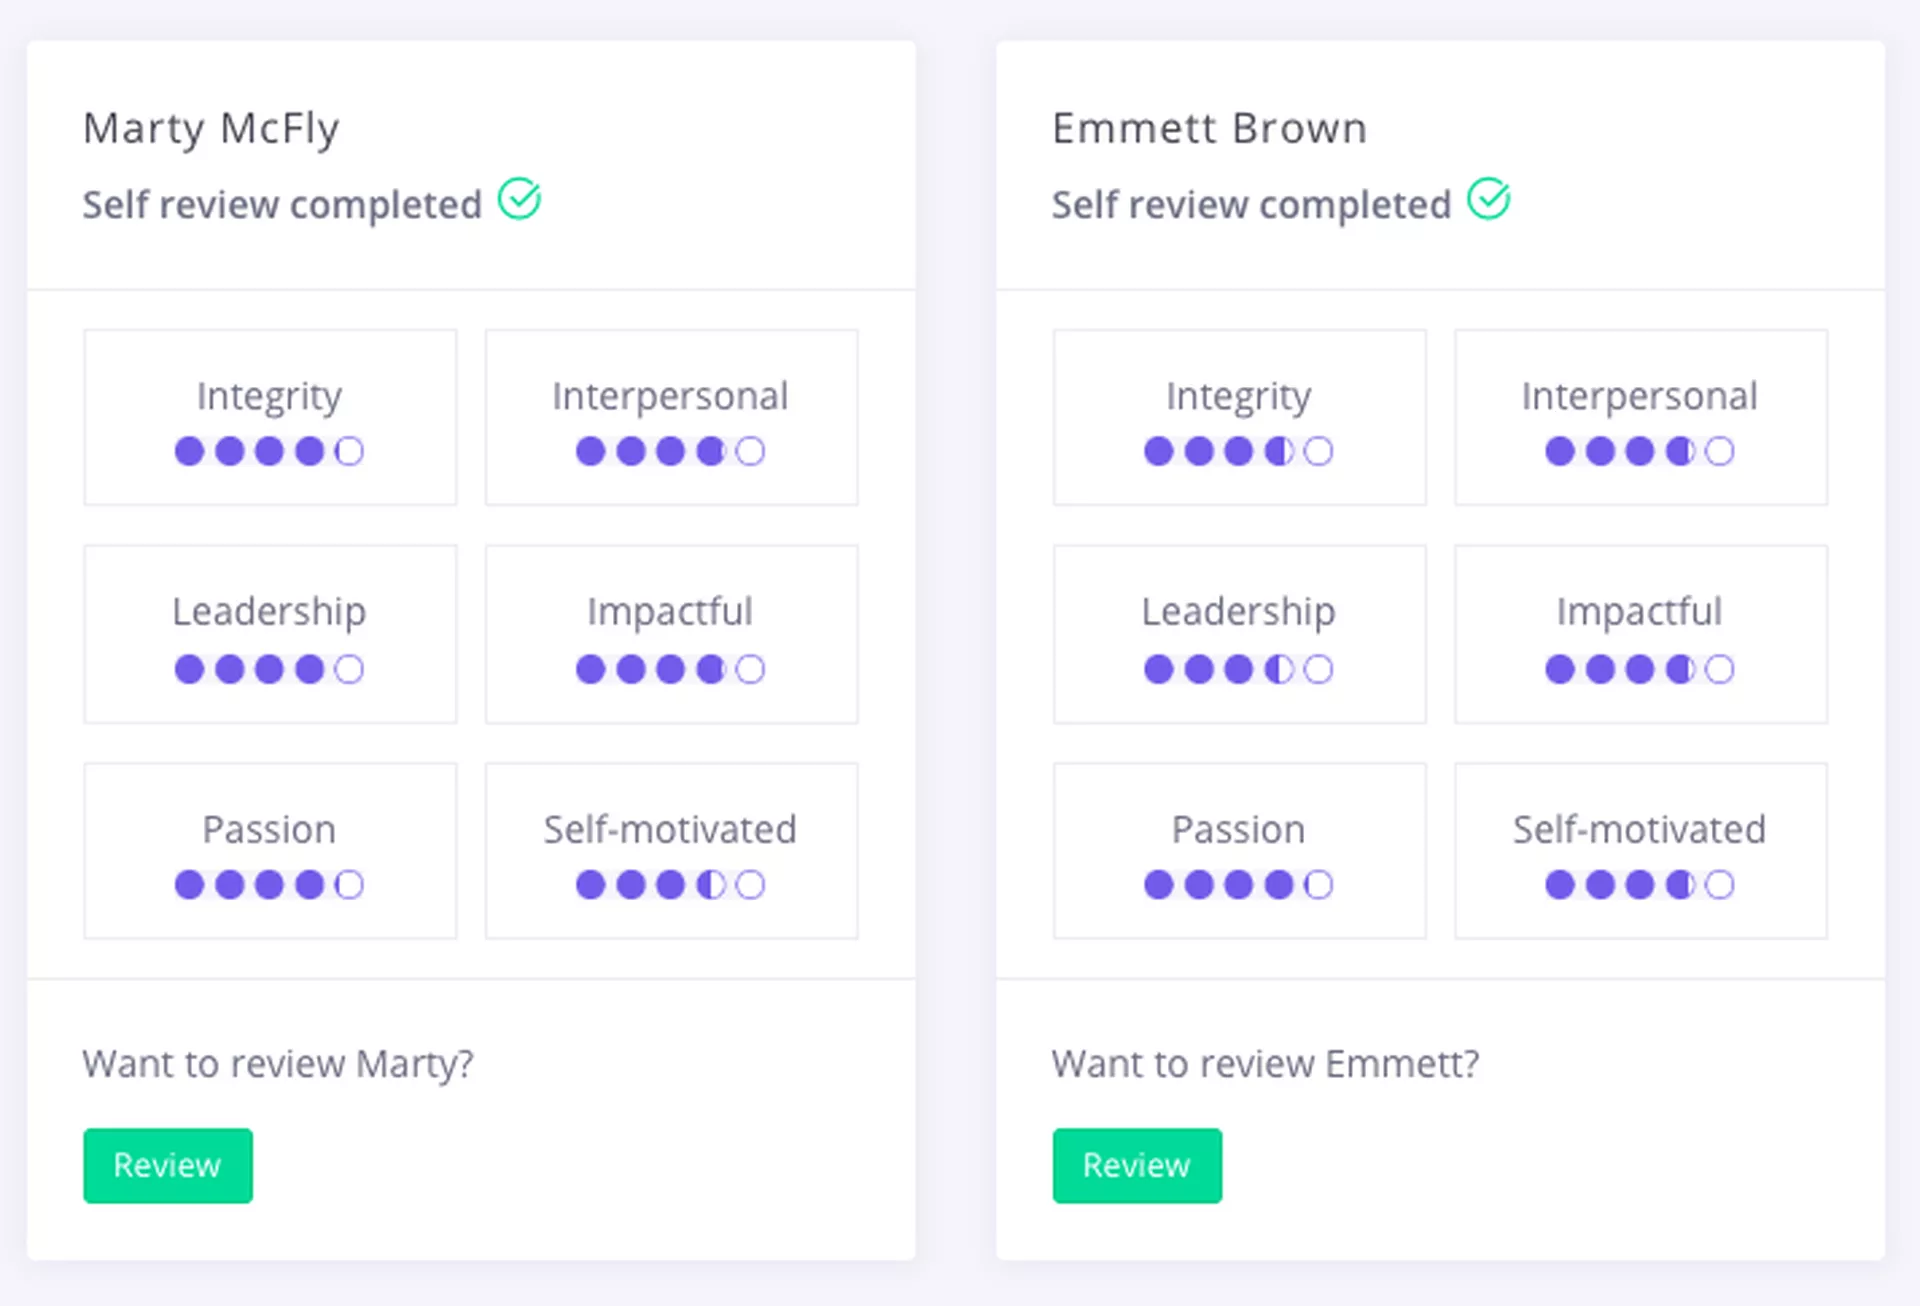 Marty McFly
Self review completed
Integrity
Interpersonal
Leadership
Impactful
Passion
Self-motivated
Want to review Marty?
Review
Emmett Brown
Self review completed
Integrity
Interpersonal
Leadership
Impactful
Passion
Self-motivated
Want to review Emmett?
Review